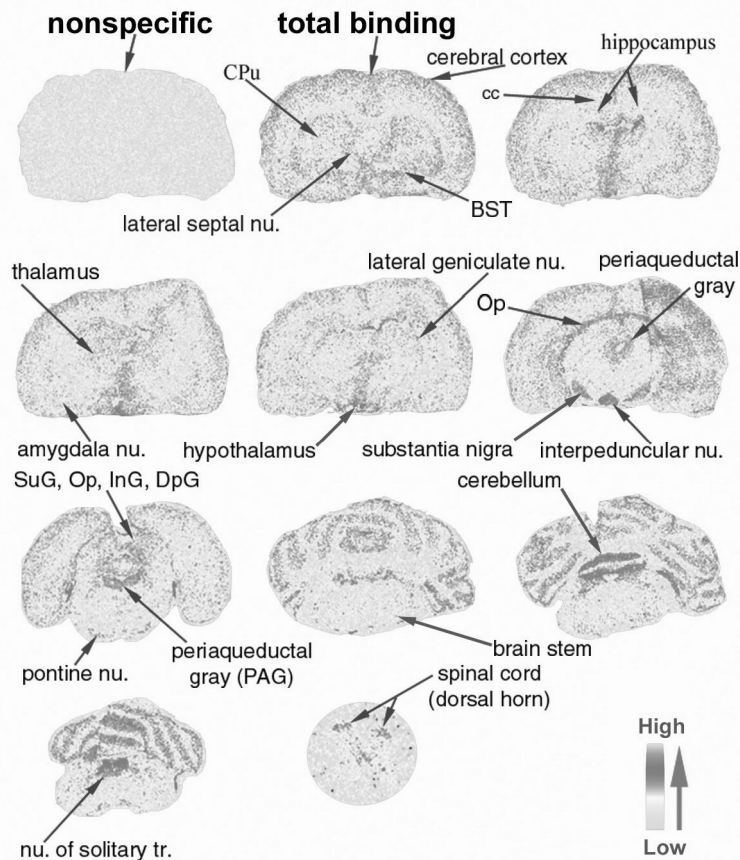 nonspecific
total binding
cerebral cortex
hippocampus
CPu
cc
lateral septal nu.
BST
thalamus
lateral geniculate nu.
periaqueductal
gray
Op
amygdala nu.
hypothalamus
substantia nigra
interpeduncular nu.
SuG, Op, InG, DpG
cerebellum
pontine nu.
periaqueductal
gray (PAG)
brain stem
spinal cord
(dorsal horn)
nu. of solitary tr.
High
Low